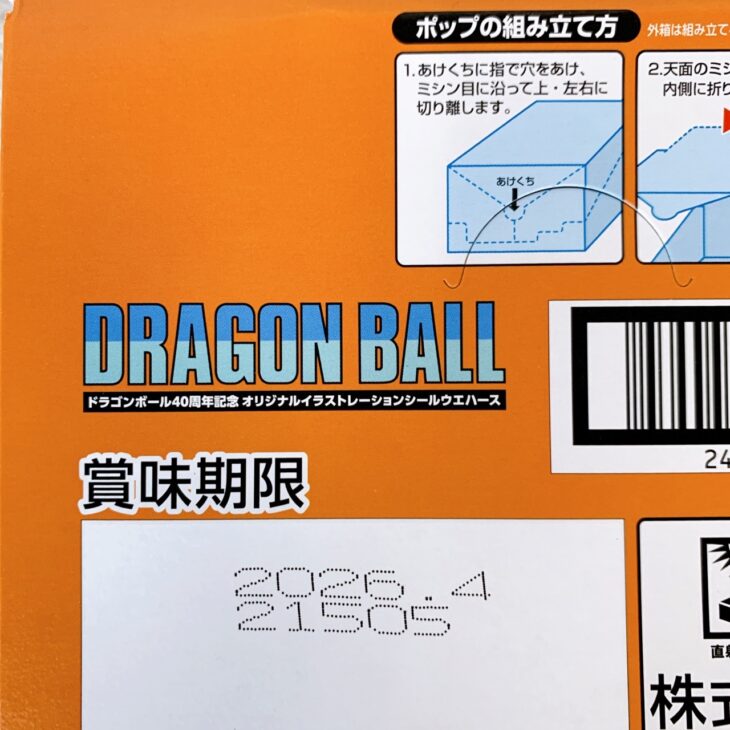 ポップの組み立て方
外箱は組み立て
1.あけくちに指で穴をあけ、
ミシン目に沿って上・左右に
切り離します。
あけくち
2.天面のミシ
内側に折り
DRAGON BALL
ドラゴンボール40周年記念 オリジナルイラストレーションシールウエハース
24
賞味期限
2026.4
21505
直射
株式